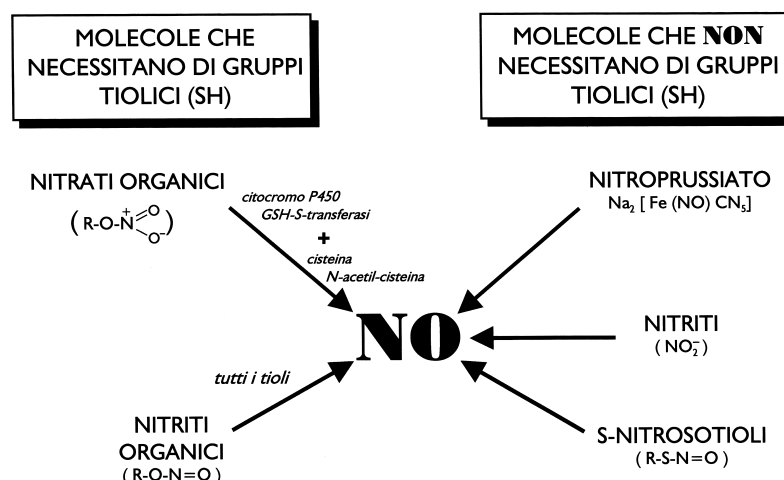 MOLECOLE CHE
NECESSITANO DI GRUPPI
TIOLICI (SH)
MOLECOLE CHE NON
NECESSITANO DI GRUPPI
TIOLICI (SH)
NITRATI ORGANICI
(R-O-N⁺ O O⁻)
citocromo P450
GSH-S-transferasi
+
cisteina
N-acetil-cisteina
NITROPRUSSIATO
Na₂ [ Fe (NO) CN₅]
NO
NITRITI
( NO₂⁻ )
tutti i tioli
NITRITI
ORGANICI
( R-O-N=O )
S-NITROSOTIOLI
( R-S-N=O )